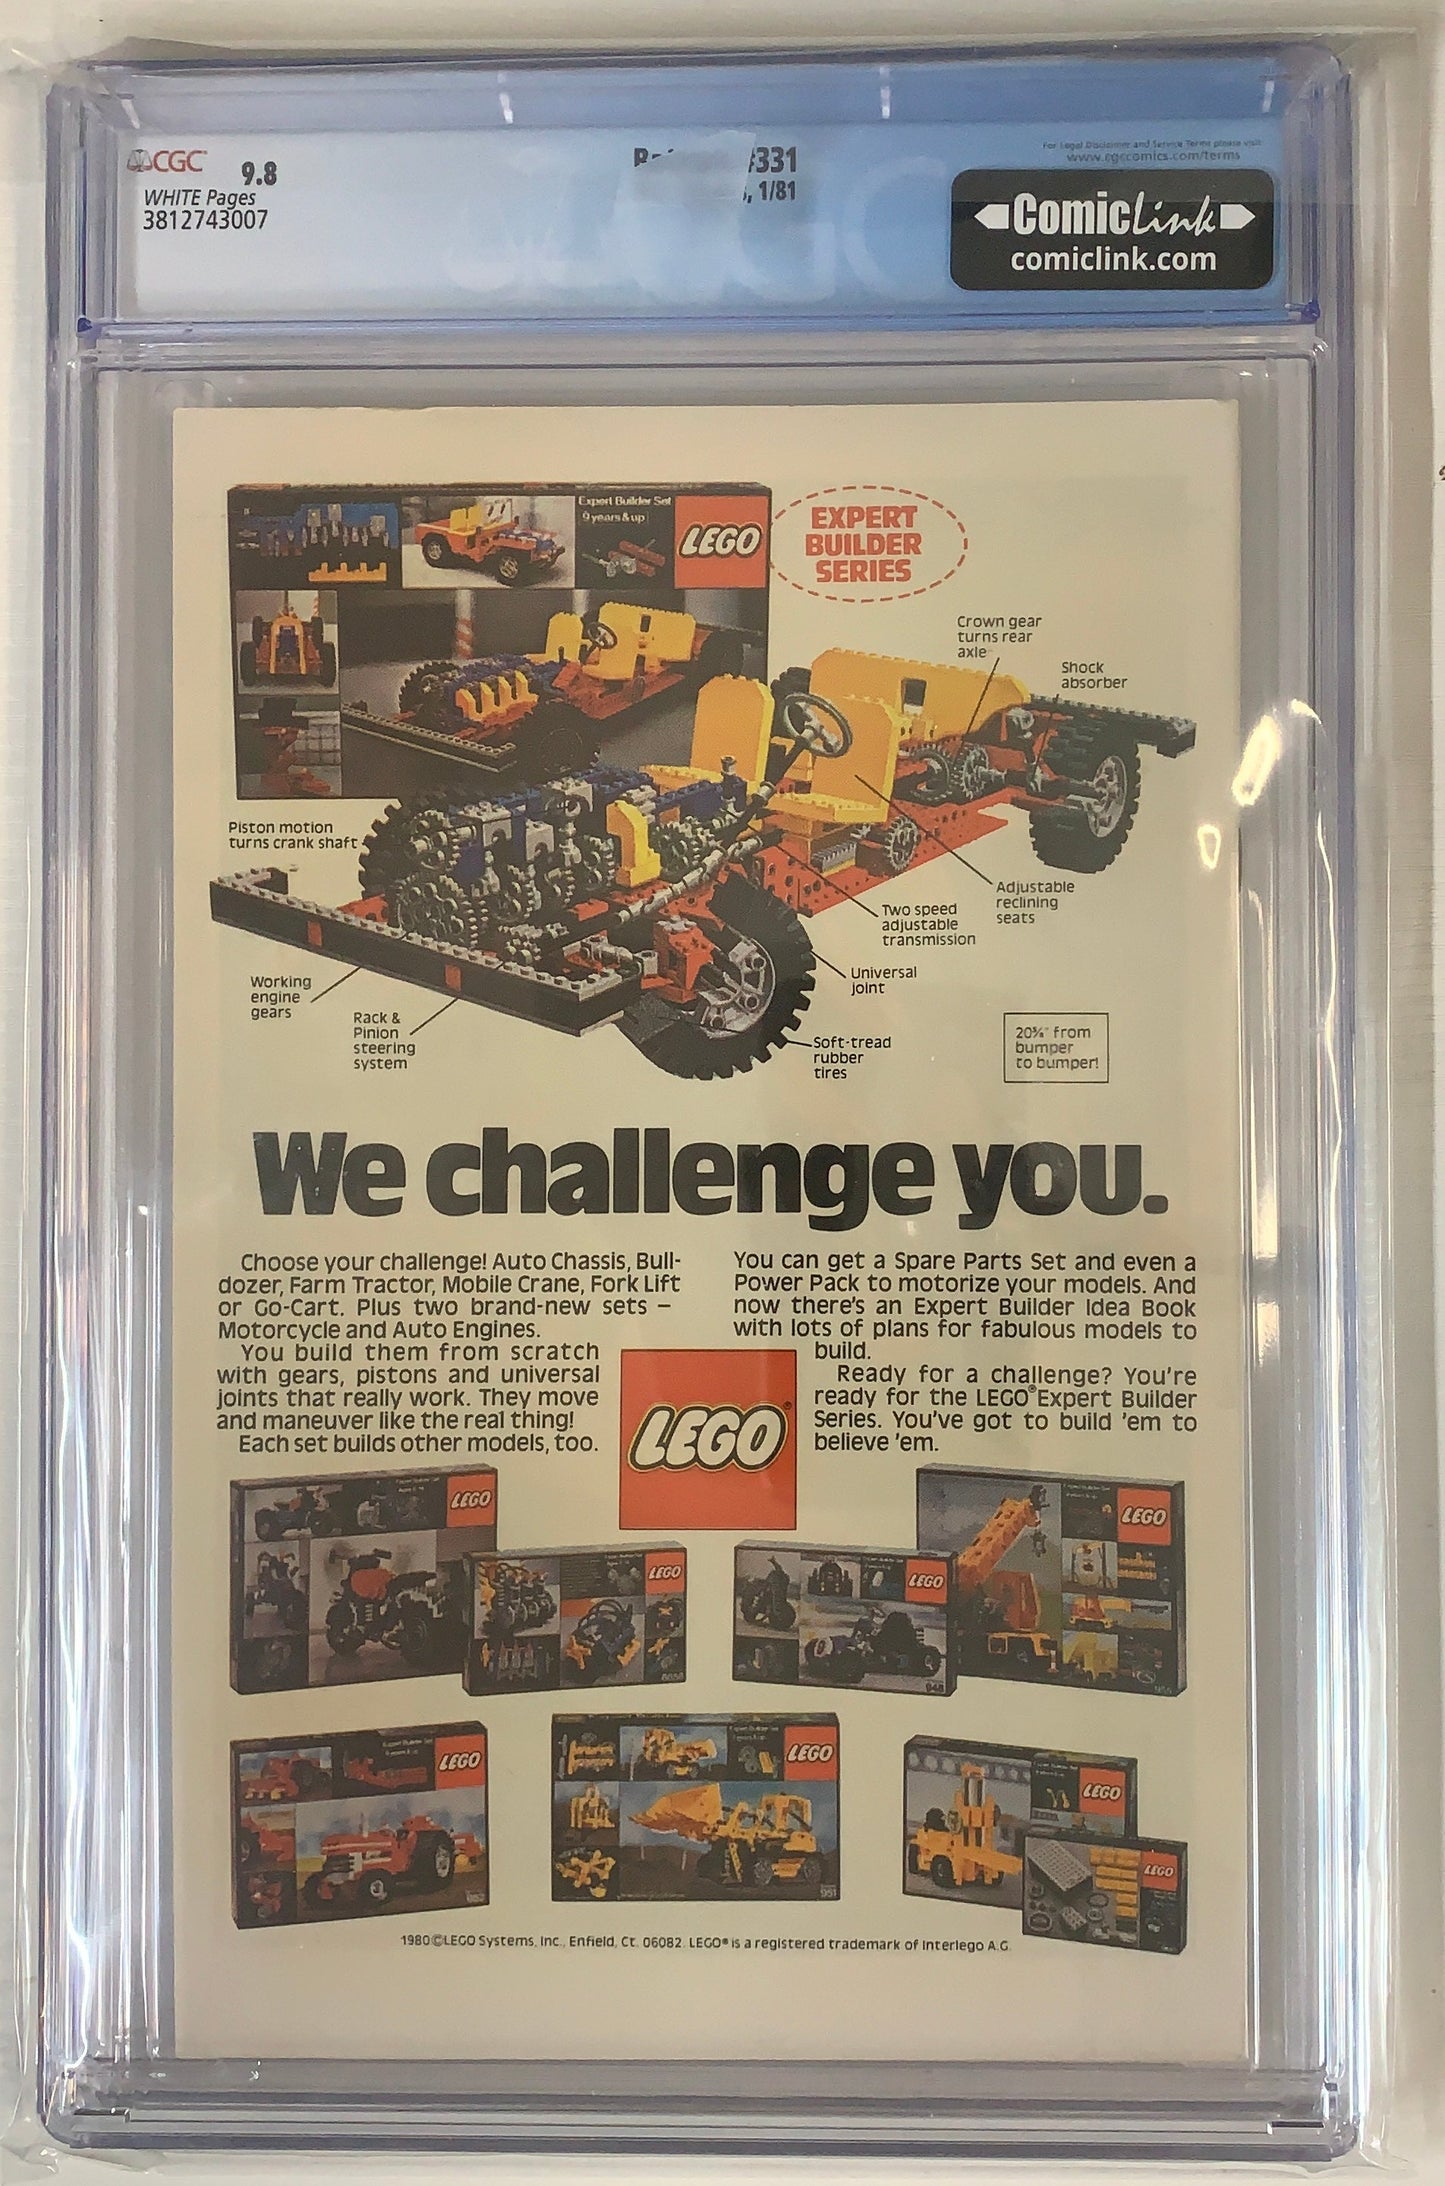 CGC
9.8
WHITE Pages
3812743007
#331
, 1/81
For Legal Disclaimer and Service Terms please visit
www.cgccomics.com/terms
ComicLink
comiclink.com
Expert Builder Set
9 years & up
LEGO
EXPERT
BUILDER
SERIES
Crown gear
turns rear
axle
Shock
absorber
Piston motion
turns crank shaft
Adjustable
reclining
seats
Two speed
adjustable
transmission
Universal
joint
Working
engine
gears
Rack &
Pinion
steering
system
Soft-tread
rubber
tires
20¾" from
bumper
to bumper!
We challenge you.
Choose your challenge! Auto Chassis, Bull-
dozer, Farm Tractor, Mobile Crane, Fork Lift
or Go-Cart. Plus two brand-new sets –
Motorcycle and Auto Engines.
You build them from scratch
with gears, pistons and universal
joints that really work. They move
and maneuver like the real thing!
Each set builds other models, too.
You can get a Spare Parts Set and even a
Power Pack to motorize your models. And
now there's an Expert Builder Idea Book
with lots of plans for fabulous models to
build.
Ready for a challenge? You're
ready for the LEGO® Expert Builder
Series. You've got to build 'em to
believe 'em.
LEGO®
LEGO
LEGO
8858
LEGO
948
LEGO
955
LEGO
952
LEGO
951
LEGO
LEGO
1980 ©LEGO Systems, Inc., Enfield, Ct. 06082. LEGO® is a registered trademark of Interlego A.G.